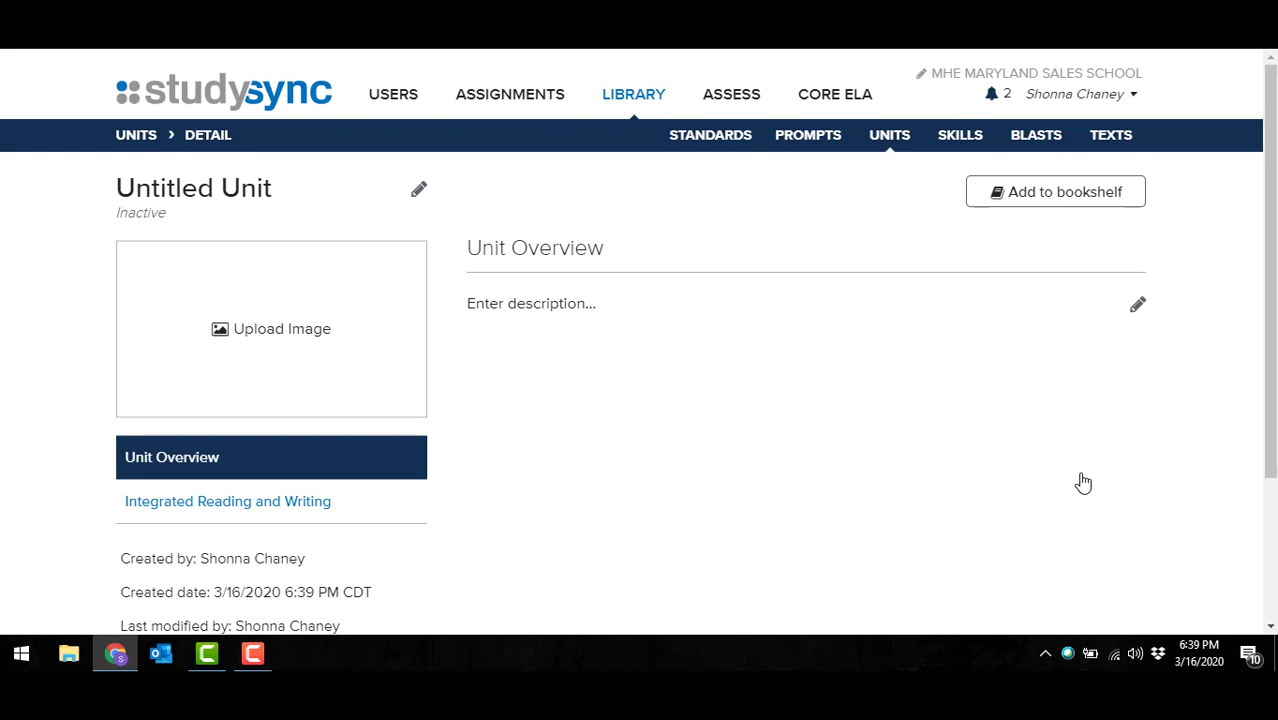 MHE MARYLAND SALES SCHOOL
studysync USERS ASSIGNMENTS LIBRARY ASSESS CORE ELA 2 Shonna Chaney
UNITS › DETAIL STANDARDS PROMPTS UNITS SKILLS BLASTS TEXTS
Untitled Unit
Inactive
Add to bookshelf
Upload Image
Unit Overview
Enter description...
Unit Overview
Integrated Reading and Writing
Created by: Shonna Chaney
Created date: 3/16/2020 6:39 PM CDT
Last modified by: Shonna Chaney
6:39 PM
3/16/2020
10